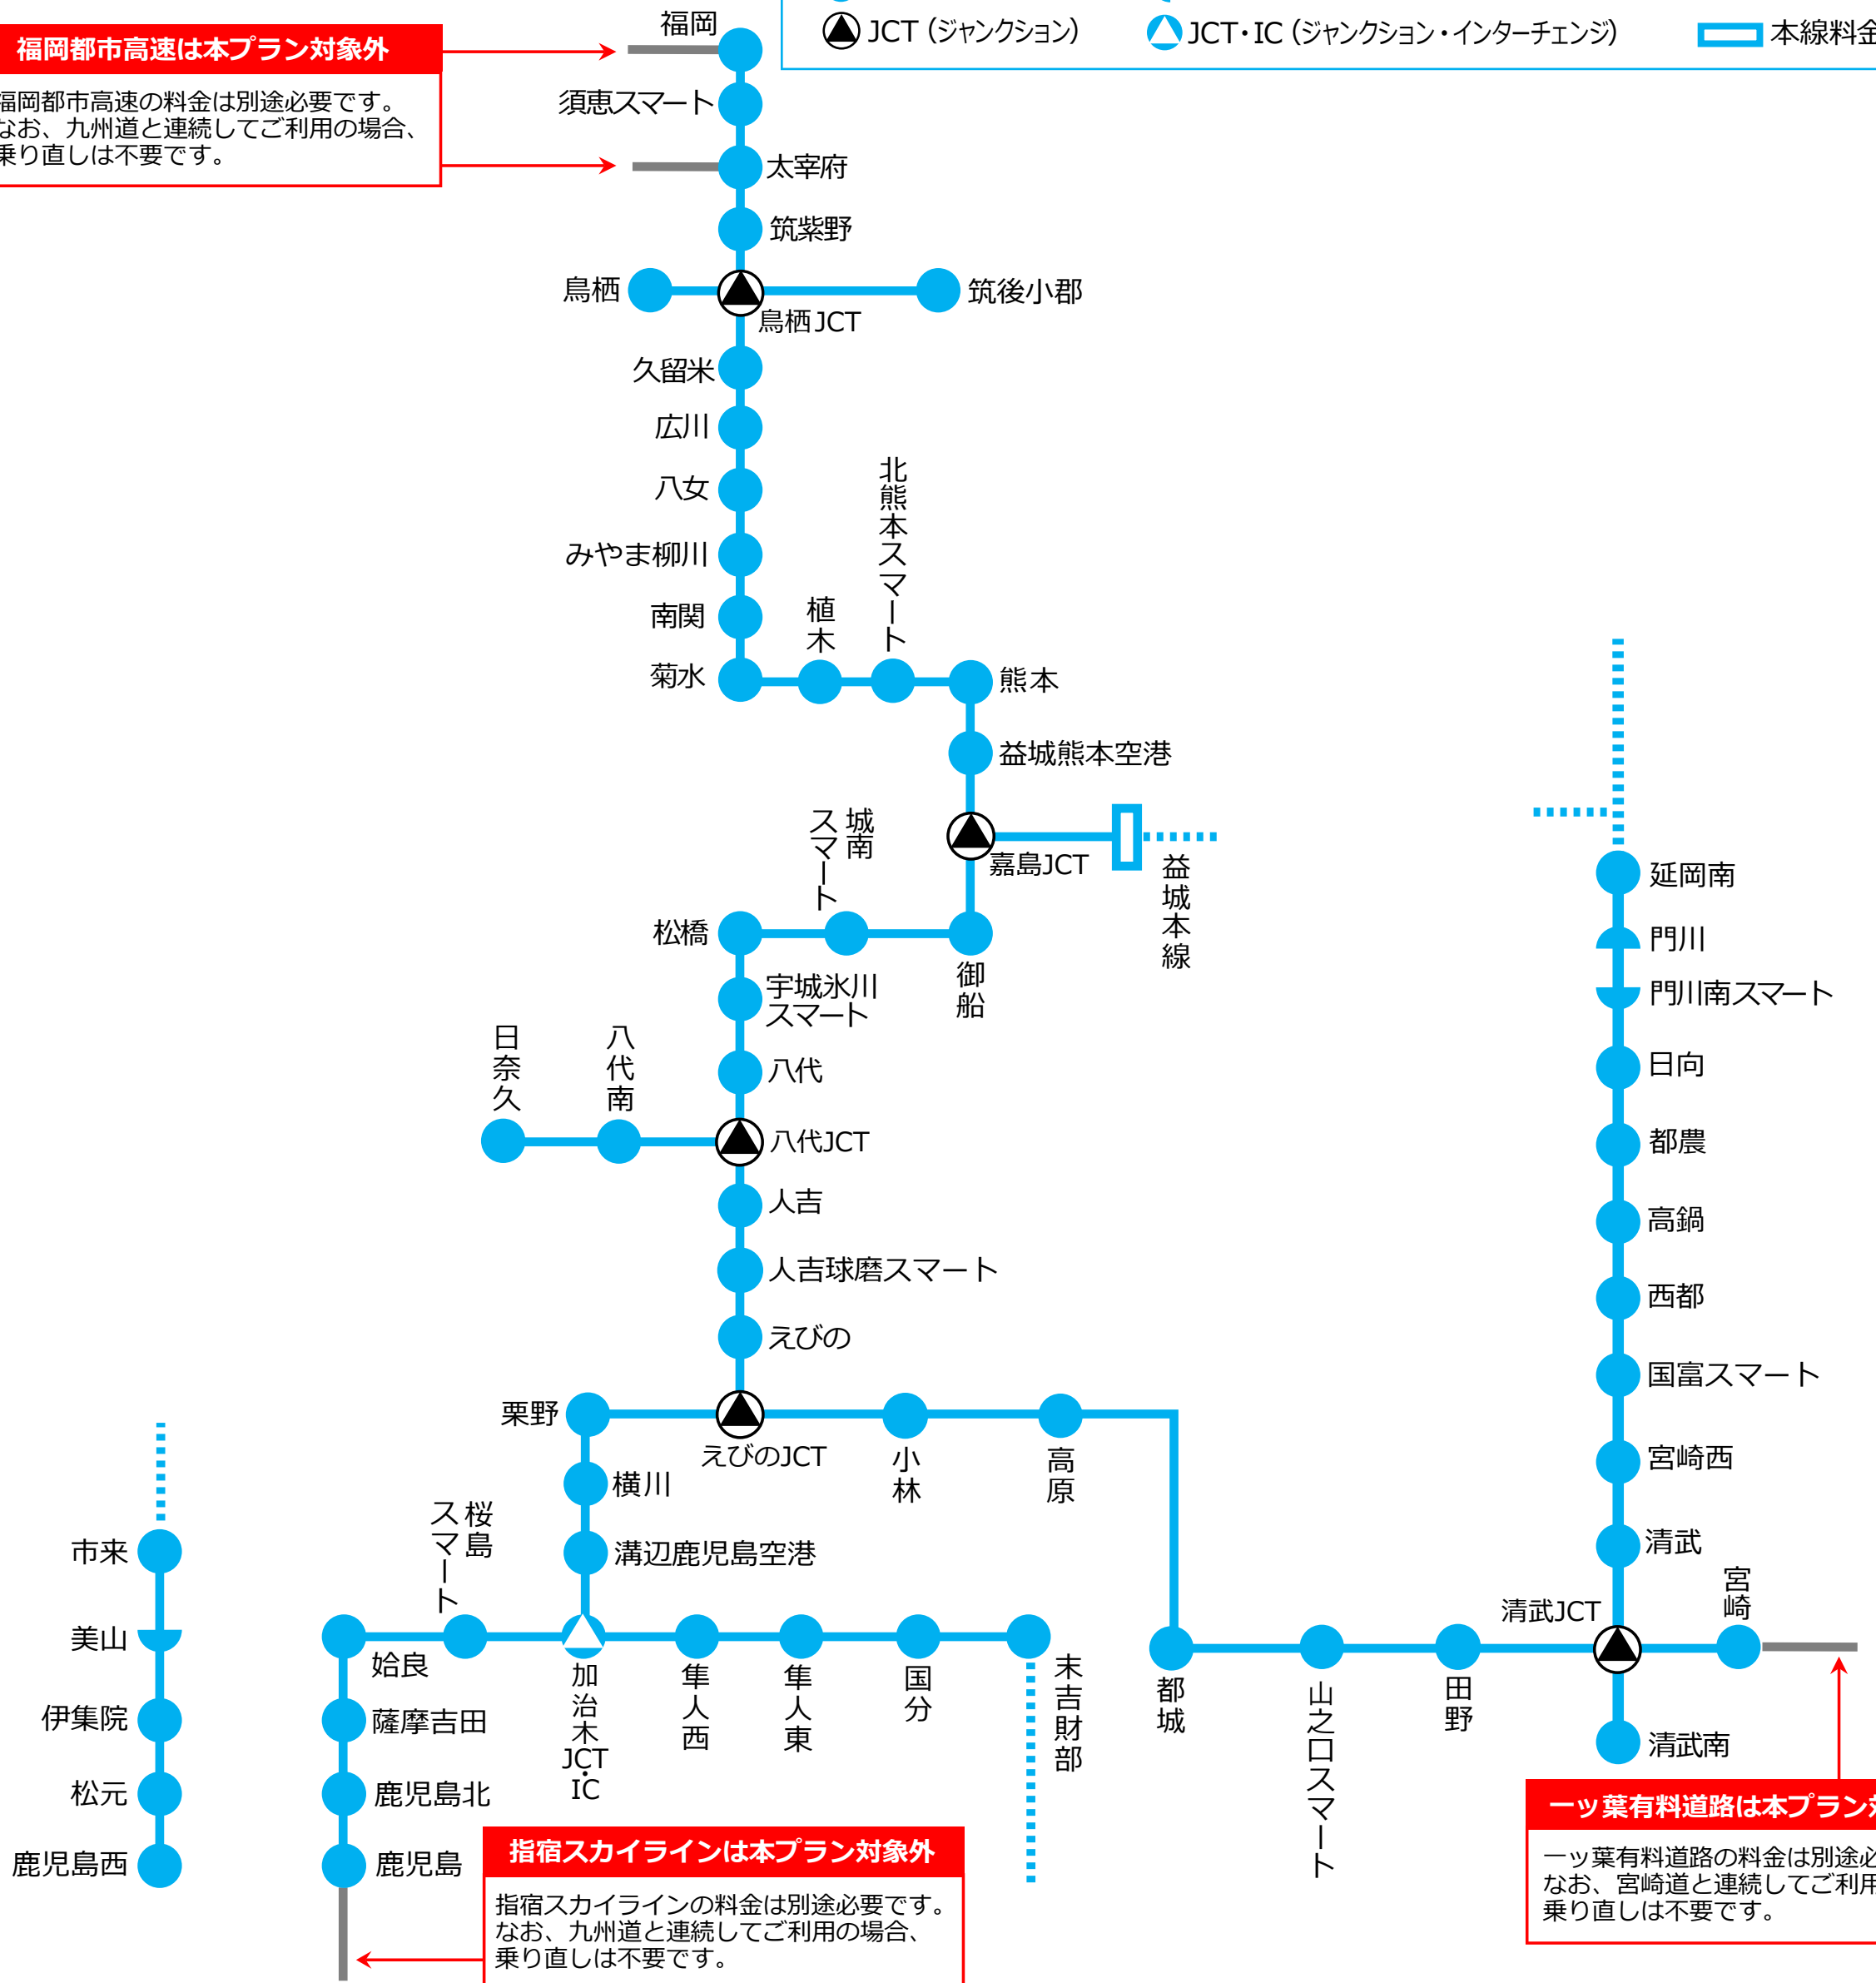 JCT（ジャンクション）
JCT・IC（ジャンクション・インターチェンジ）
本線料金
福岡都市高速は本プラン対象外
福岡都市高速の料金は別途必要です。
なお、九州道と連続してご利用の場合、
乗り直しは不要です。
福岡
須恵スマート
太宰府
筑紫野
鳥栖
筑後小郡
鳥栖JCT
久留米
広川
八女
みやま柳川
南関
菊水
植木
北熊本スマート
熊本
益城熊本空港
嘉島JCT
益城本線
城南
スマート
御船
松橋
宇城氷川
スマート
八代
日奈久
八代南
八代JCT
人吉
人吉球磨スマート
えびの
栗野
えびのJCT
小林
高原
横川
溝辺鹿児島空港
桜島
スマート
姶良
加治木
JCT
・
IC
隼人西
隼人東
国分
末吉財部
薩摩吉田
鹿児島北
鹿児島
市来
美山
伊集院
松元
鹿児島西
都城
山之口スマート
田野
清武JCT
宮崎
清武南
延岡南
門川
門川南スマート
日向
都農
高鍋
西都
国富スマート
宮崎西
清武
指宿スカイラインは本プラン対象外
指宿スカイラインの料金は別途必要です。
なお、九州道と連続してご利用の場合、
乗り直しは不要です。
一ッ葉有料道路は本プラン
一ッ葉有料道路の料金は別途必
なお、宮崎道と連続してご利用
乗り直しは不要です。